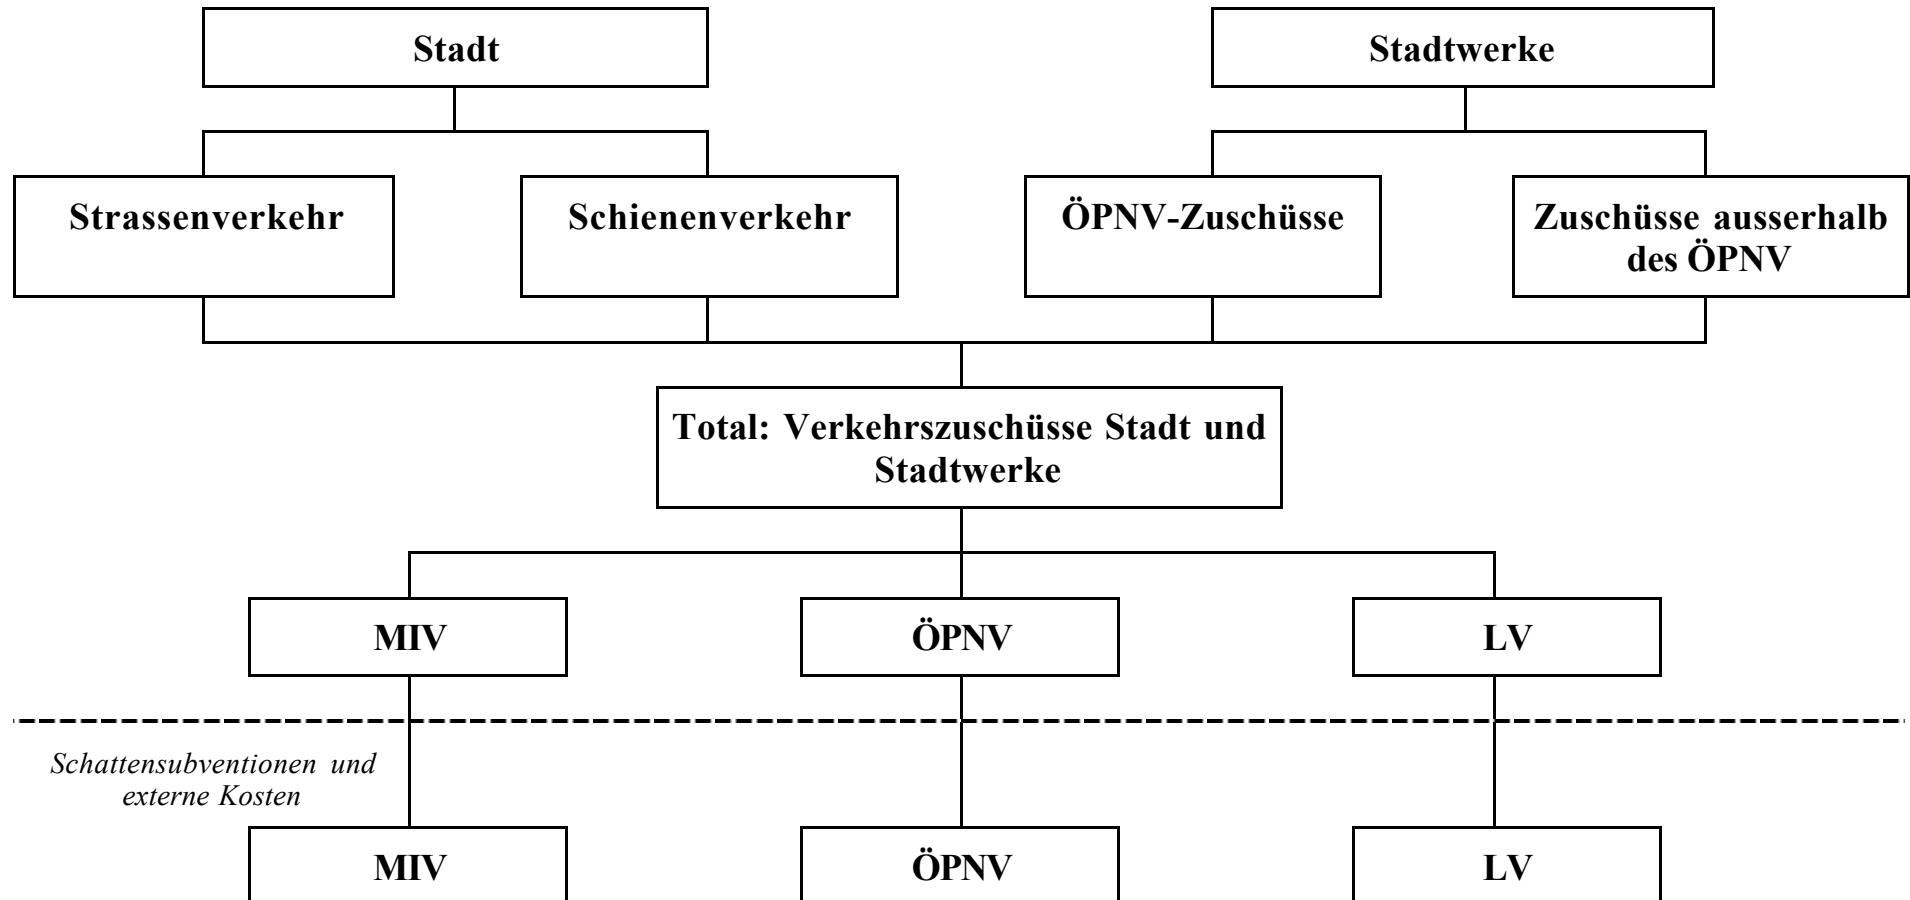 Stadt
Stadtwerke
Strassenverkehr
Schienenverkehr
ÖPNV-Zuschüsse
Zuschüsse ausserhalb
des ÖPNV
Total: Verkehrszuschüsse Stadt und
Stadtwerke
MIV
ÖPNV
LV
Schattensubventionen und
externe Kosten
MIV
ÖPNV
LV